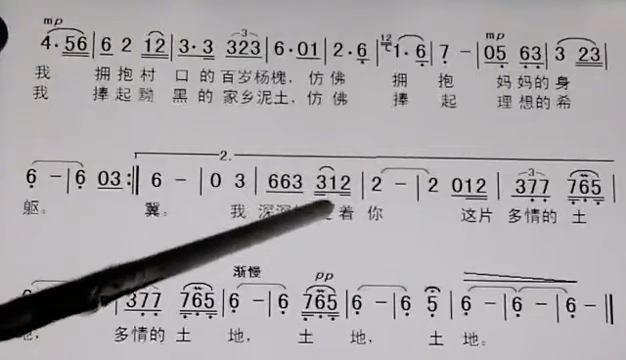 mp
4·56|6 2 12|3·3 323|6·01|2·6|1·6|7 -|05 63|3 23|
我 拥抱村 口的百岁杨槐，仿佛 拥 抱 妈妈的身
我 捧起黝 黑的家乡泥土，仿佛 捧 起 理想的希
2.
6 -|6 03:‖6 -|0 3|663 312|2 -|2 012|377 765|
躯。 冀。 我 深 着 你 这片 多情的 土
渐慢 pp
377 765|6 -|6 765|6 -|6 5|6 -|6 -|6 -‖
多情的 土 地， 土 地， 土 地。